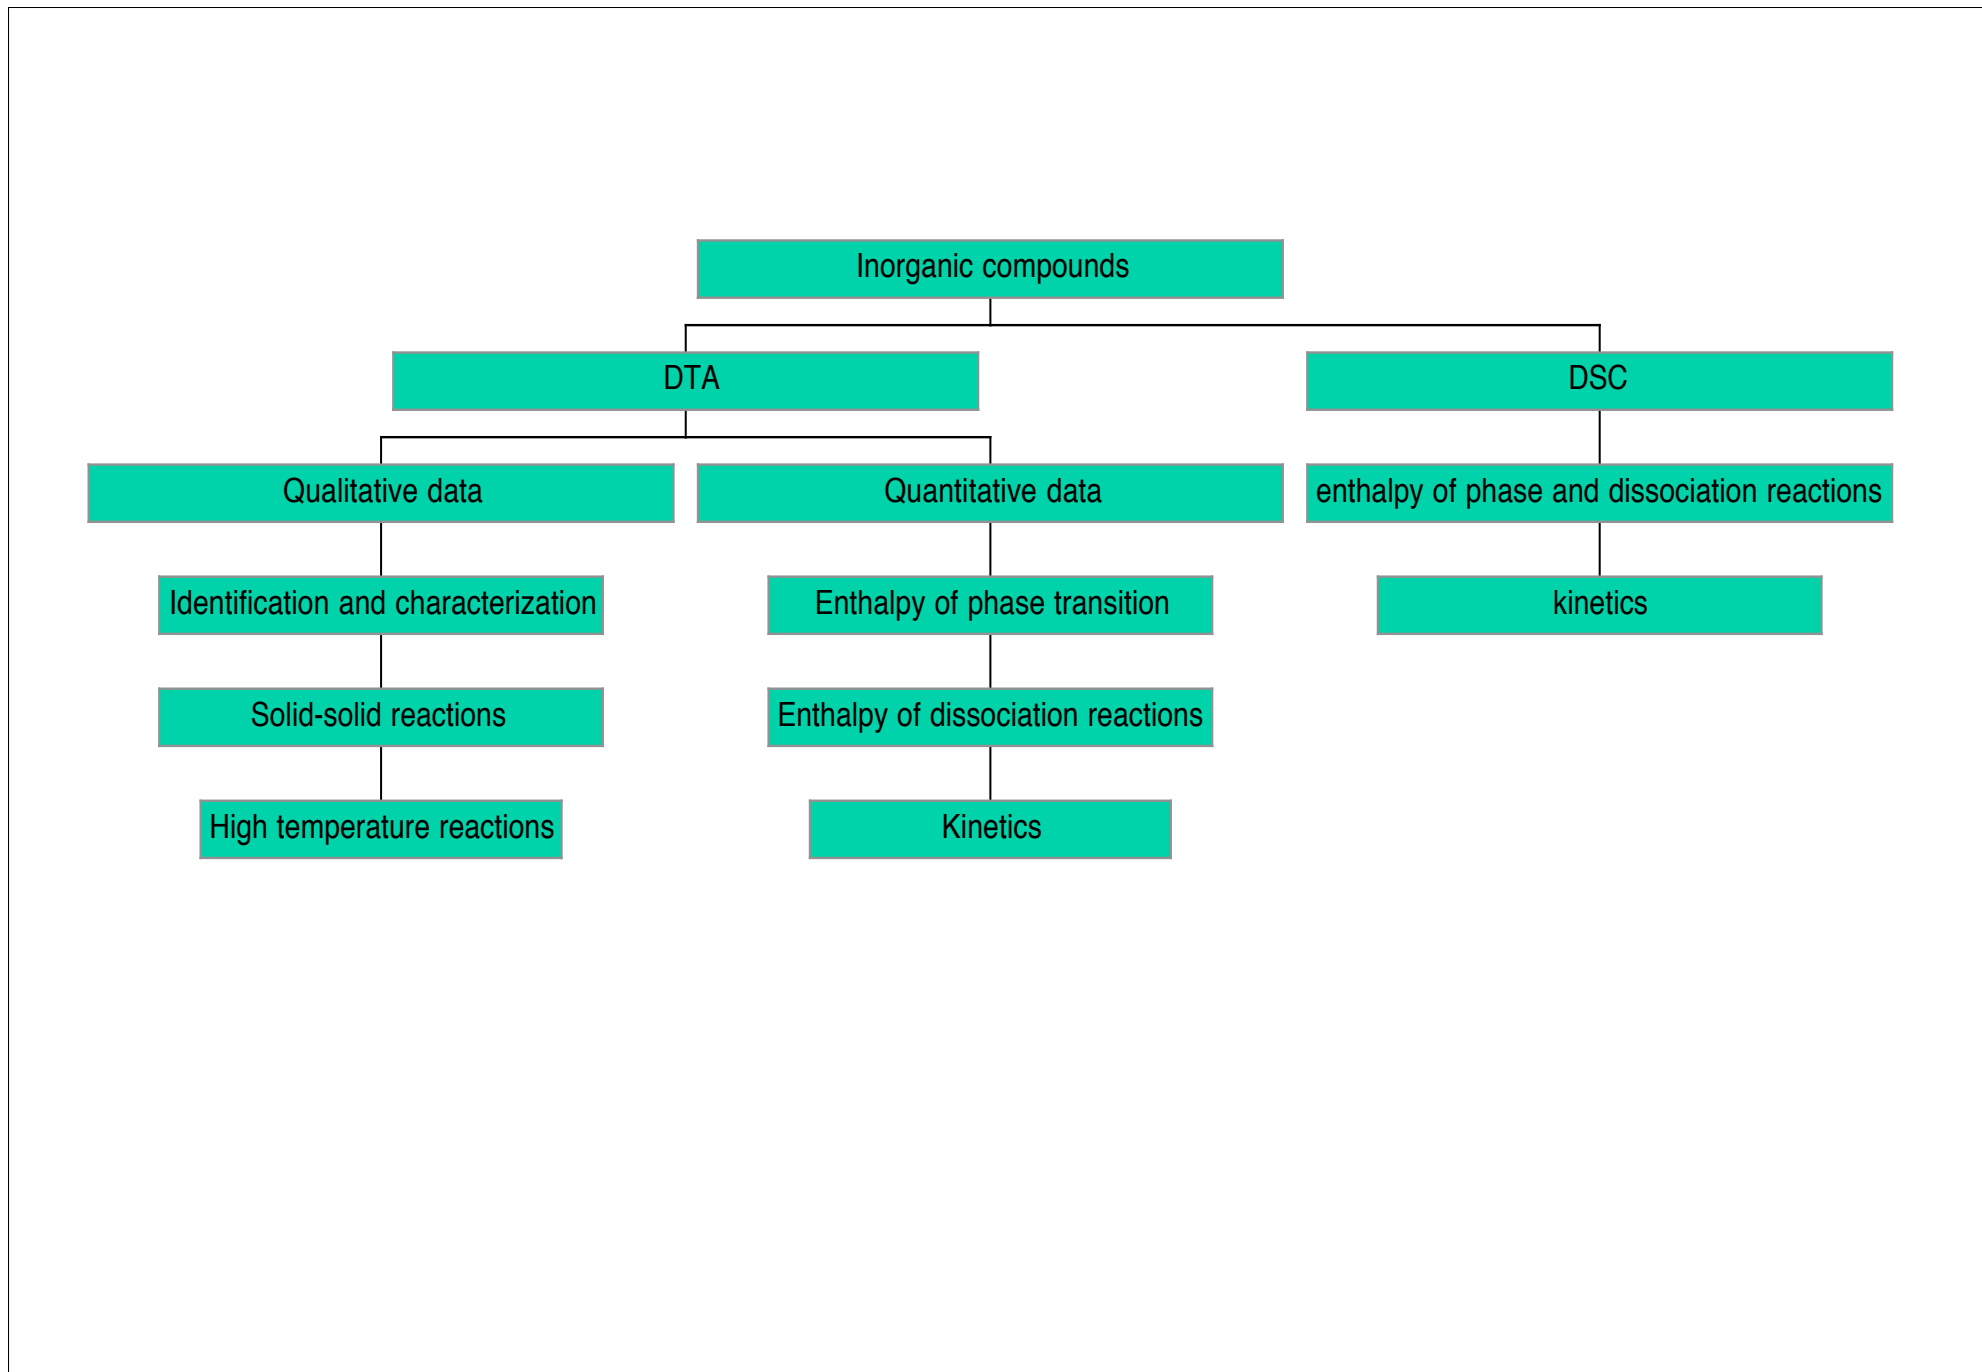 Inorganic compounds
DTA
DSC
Qualitative data
Quantitative data
enthalpy of phase and dissociation reactions
Identification and characterization
Enthalpy of phase transition
kinetics
Solid-solid reactions
Enthalpy of dissociation reactions
High temperature reactions
Kinetics